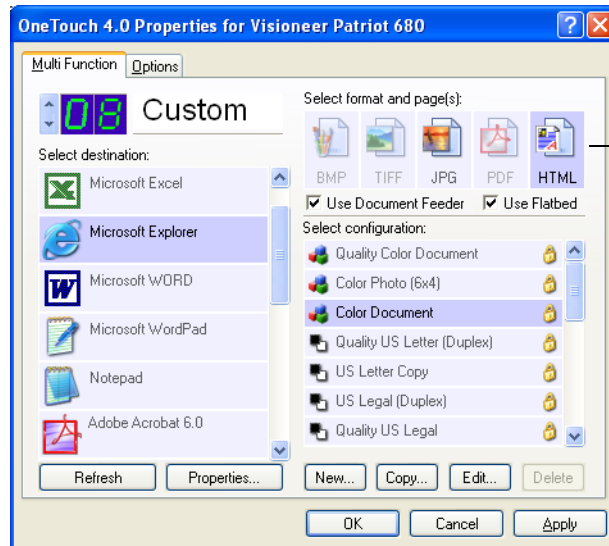 OneTouch 4.0 Properties for Visioneer Patriot 680
Multi Function
Options
08
Custom
Select destination:
Microsoft Excel
Microsoft Explorer
Microsoft WORD
Microsoft WordPad
Notepad
Adobe Acrobat 6.0
Refresh
Properties...
Select format and page(s):
BMP
TIFF
JPG
PDF
HTML
Use Document Feeder
Use Flatbed
Select configuration:
Quality Color Document
Color Photo (6x4)
Color Document
Quality US Letter (Duplex)
US Letter Copy
US Legal (Duplex)
Quality US Legal
New...
Copy...
Edit...
Delete
OK
Cancel
Apply